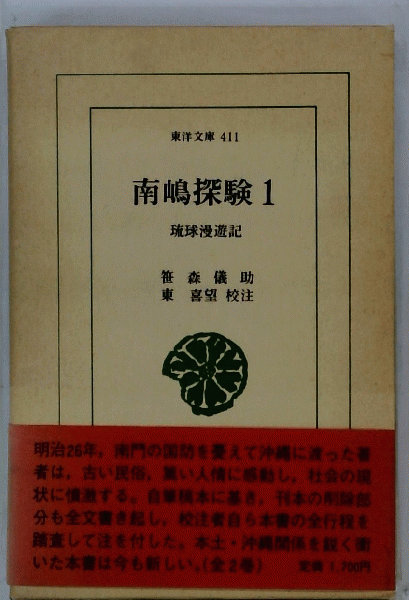 東洋文庫 411
南嶋探験 1
琉球漫遊記
笹森儀助
東 喜望 校注
明治26年，南門の国防を憂えて沖縄に渡った著
者は，古い民俗，篤い人情に感動し，社会の現
状に憤激する。自筆稿本に基き，刊本の削除部
分も全文書き起し，校注者自ら本書の全行程を
踏査して注を付した。本土・沖縄関係を鋭く衝
いた本書は今も新しい。(全2巻)
定価 1,700円